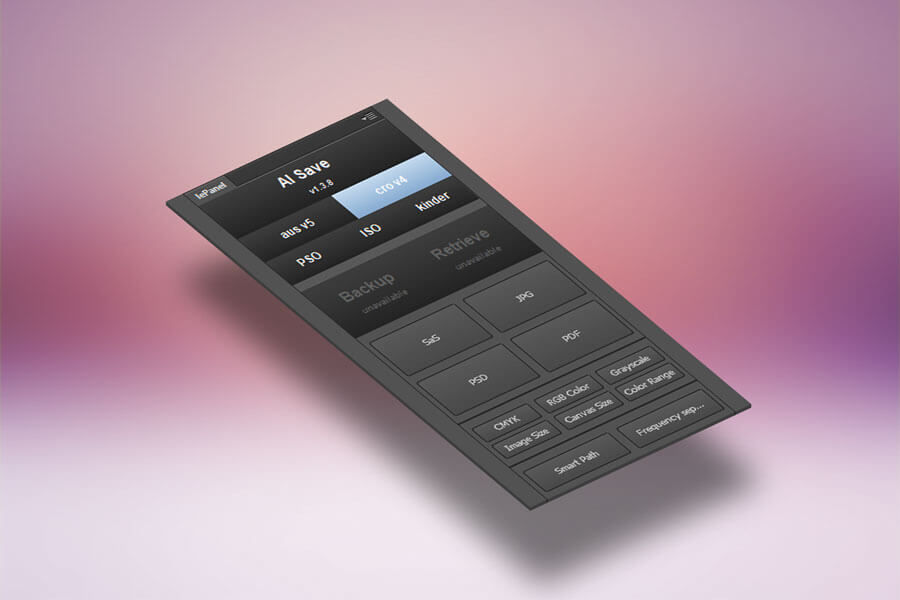 lePanel
AI Save
v1.3.8
aus v5
cro v4
PSO
ISO
kinder
Backup
unavailable
Retrieve
unavailable
SaS
JPG
PSD
PDF
CMYK
RGB Color
Grayscale
Image Size
Canvas Size
Color Range
Smart Path
Frequency sep...